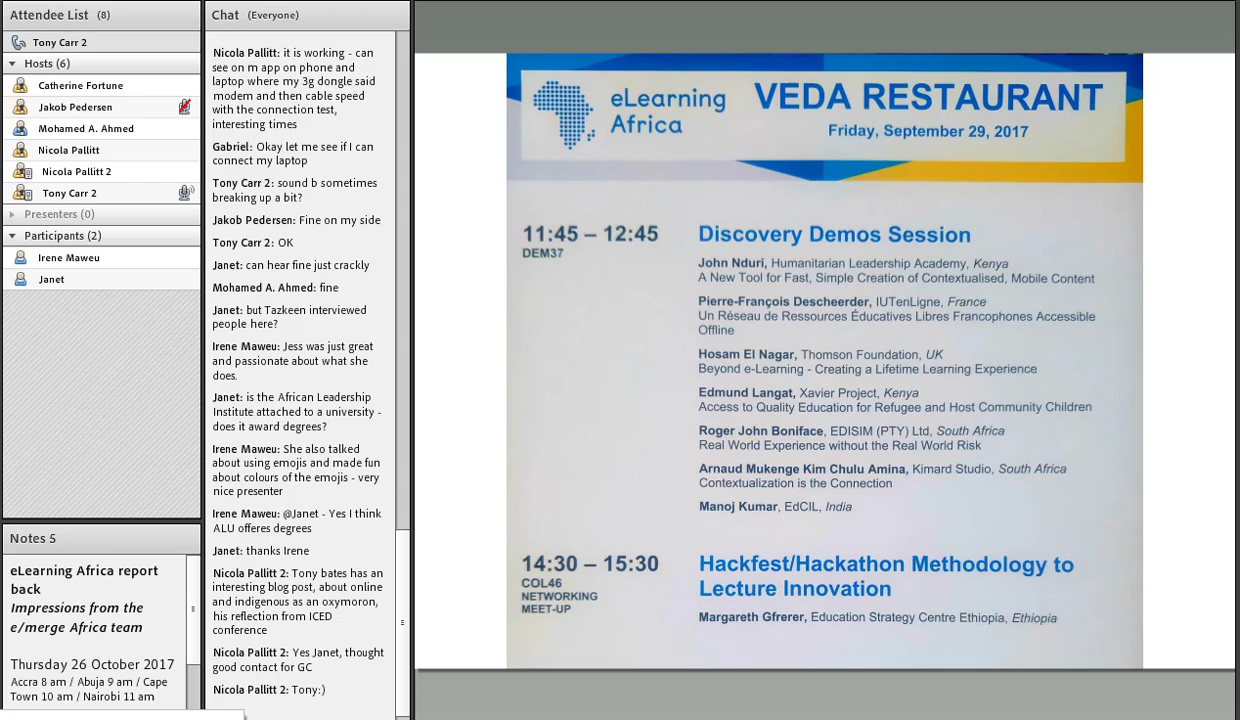 Attendee List (8)
Tony Carr 2
Hosts (6)
Catherine Fortune
Jakob Pedersen
Mohamed A. Ahmed
Nicola Pallitt
Nicola Pallitt 2
Tony Carr 2
Presenters (0)
Participants (2)
Irene Maweu
Janet
Notes 5
eLearning Africa report
back
Impressions from the
e/merge Africa team
Thursday 26 October 2017
Accra 8 am / Abuja 9 am / Cape
Town 10 am / Nairobi 11 am
Chat (Everyone)
Nicola Pallitt: it is working - can
see on m app on phone and
laptop where my 3g dongle said
modem and then cable speed
with the connection test,
interesting times
Gabriel: Okay let me see if I can
connect my laptop
Tony Carr 2: sound b sometimes
breaking up a bit?
Jakob Pedersen: Fine on my side
Tony Carr 2: OK
Janet: can hear fine just crackly
Mohamed A. Ahmed: fine
Janet: but Tazkeen interviewed
people here?
Irene Maweu: Jess was just great
and passionate about what she
does.
Janet: is the African Leadership
Institute attached to a university -
does it award degrees?
Irene Maweu: She also talked
about using emojis and made fun
about colours of the emojis - very
nice presenter
Irene Maweu: @Janet - Yes I think
ALU offeres degrees
Janet: thanks Irene
Nicola Pallitt 2: Tony bates has an
interesting blog post, about online
and indigenous as an oxymoron,
his reflection from ICED
conference
Nicola Pallitt 2: Yes Janet, thought
good contact for GC
Nicola Pallitt 2: Tony:)
eLearning
Africa
VEDA RESTAURANT
Friday, September 29, 2017
11:45 – 12:45
DEM37
Discovery Demos Session
John Nduri, Humanitarian Leadership Academy, Kenya
A New Tool for Fast, Simple Creation of Contextualised, Mobile Content
Pierre-François Descheerder, IUTenLigne, France
Un Réseau de Ressources Éducatives Libres Francophones Accessible
Offline
Hosam El Nagar, Thomson Foundation, UK
Beyond e-Learning - Creating a Lifetime Learning Experience
Edmund Langat, Xavier Project, Kenya
Access to Quality Education for Refugee and Host Community Children
Roger John Boniface, EDISIM (PTY) Ltd, South Africa
Real World Experience without the Real World Risk
Arnaud Mukenge Kim Chulu Amina, Kimard Studio, South Africa
Contextualization is the Connection
Manoj Kumar, EdCIL, India
14:30 – 15:30
COL46
NETWORKING
MEET-UP
Hackfest/Hackathon Methodology to
Lecture Innovation
Margareth Gfrerer, Education Strategy Centre Ethiopia, Ethiopia